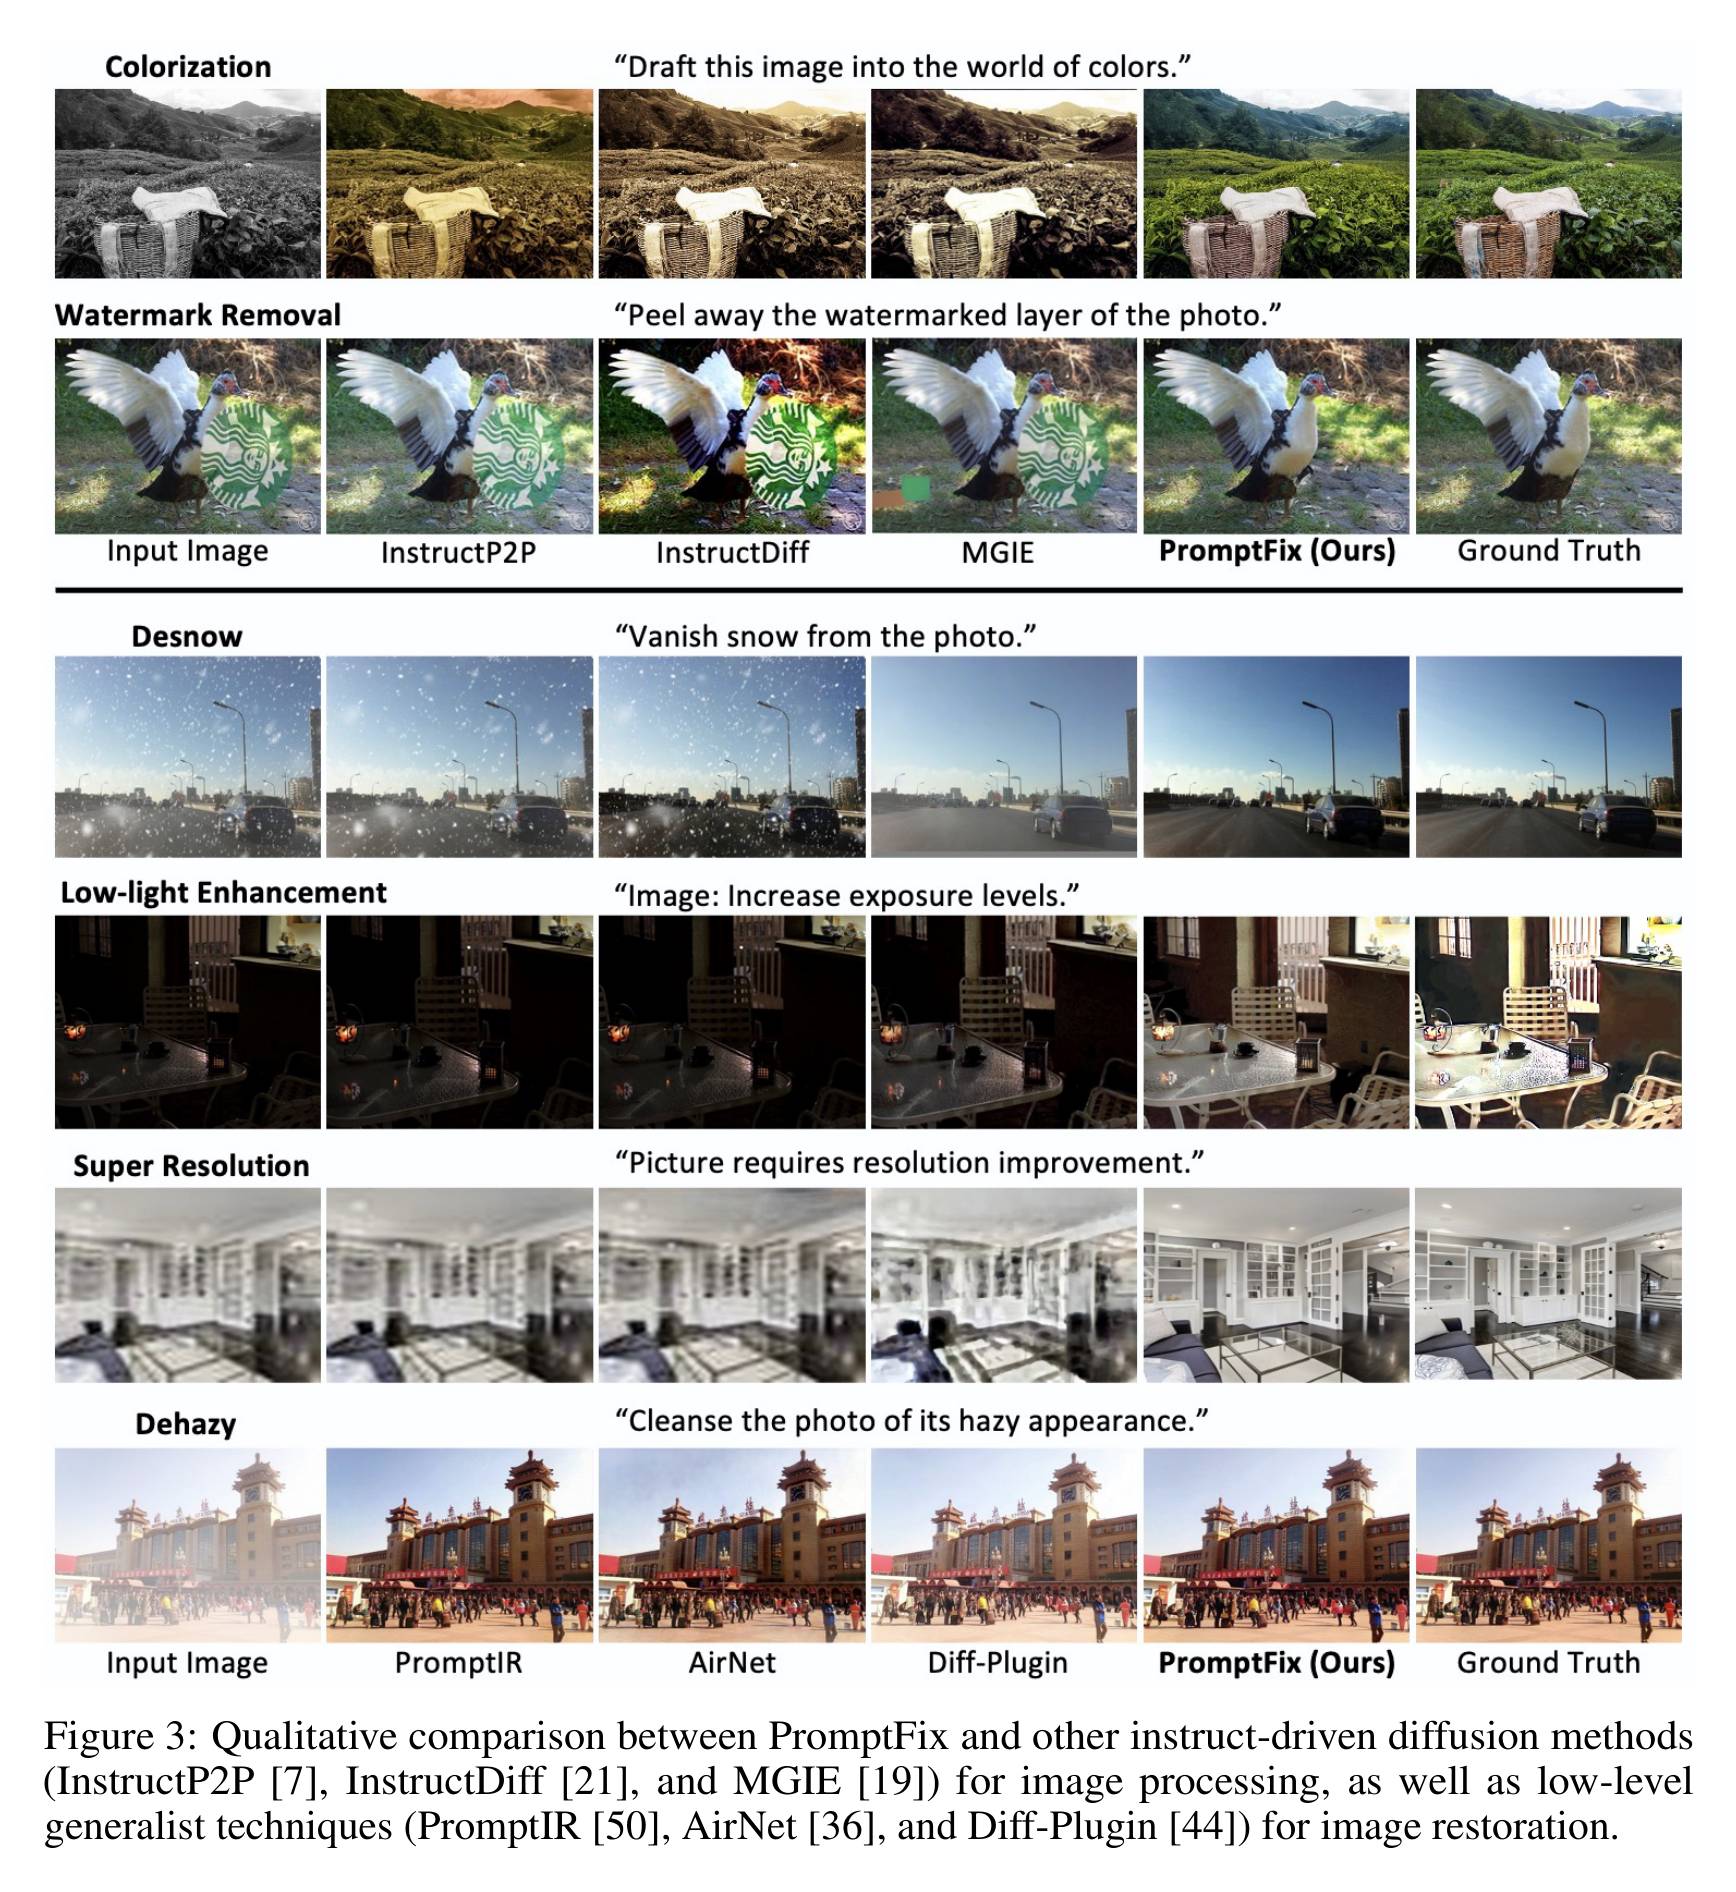 Colorization “Draft this image into the world of colors.”
Watermark Removal “Peel away the watermarked layer of the photo.”
Input Image InstructP2P InstructDiff MGIE PromptFix (Ours) Ground Truth
Desnow “Vanish snow from the photo.”
Low-light Enhancement “Image: Increase exposure levels.”
Super Resolution “Picture requires resolution improvement.”
Dehazy “Cleanse the photo of its hazy appearance.”
Input Image PromptIR AirNet Diff-Plugin PromptFix (Ours) Ground Truth
Figure 3: Qualitative comparison between PromptFix and other instruct-driven diffusion methods
(InstructP2P [7], InstructDiff [21], and MGIE [19]) for image processing, as well as low-level
generalist techniques (PromptIR [50], AirNet [36], and Diff-Plugin [44]) for image restoration.